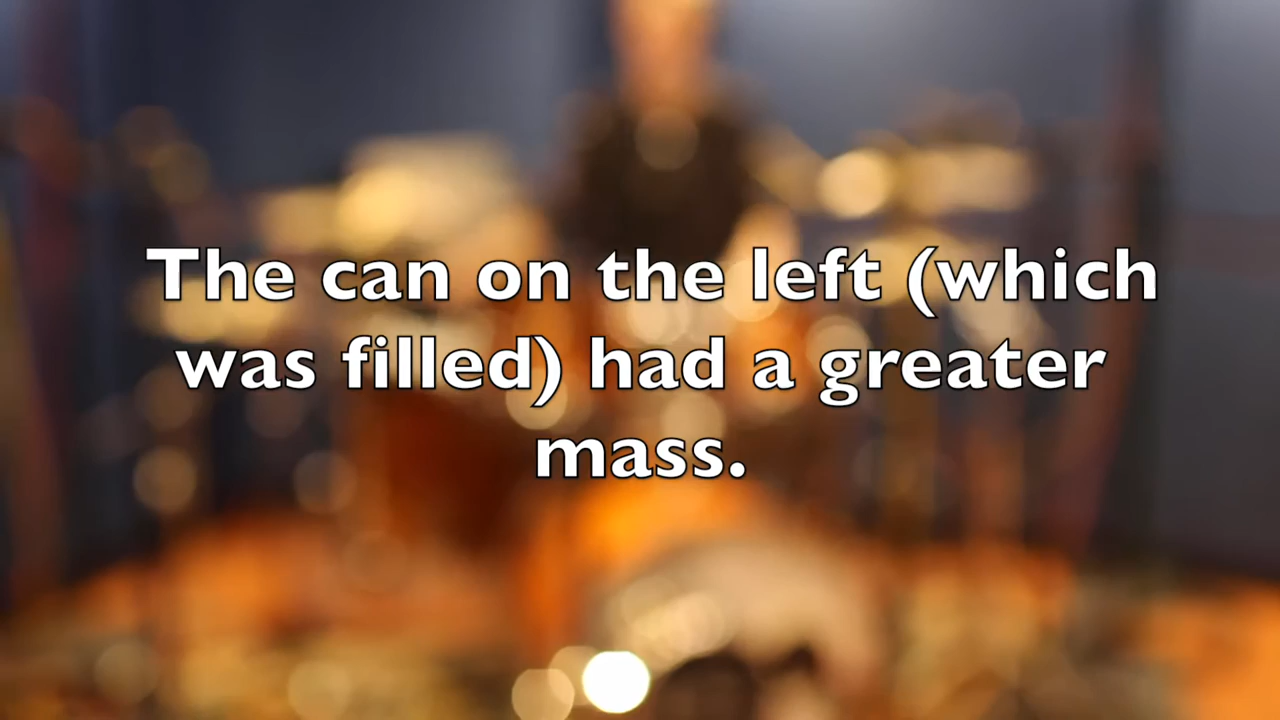 The can on the left (which
was filled) had a greater
mass.